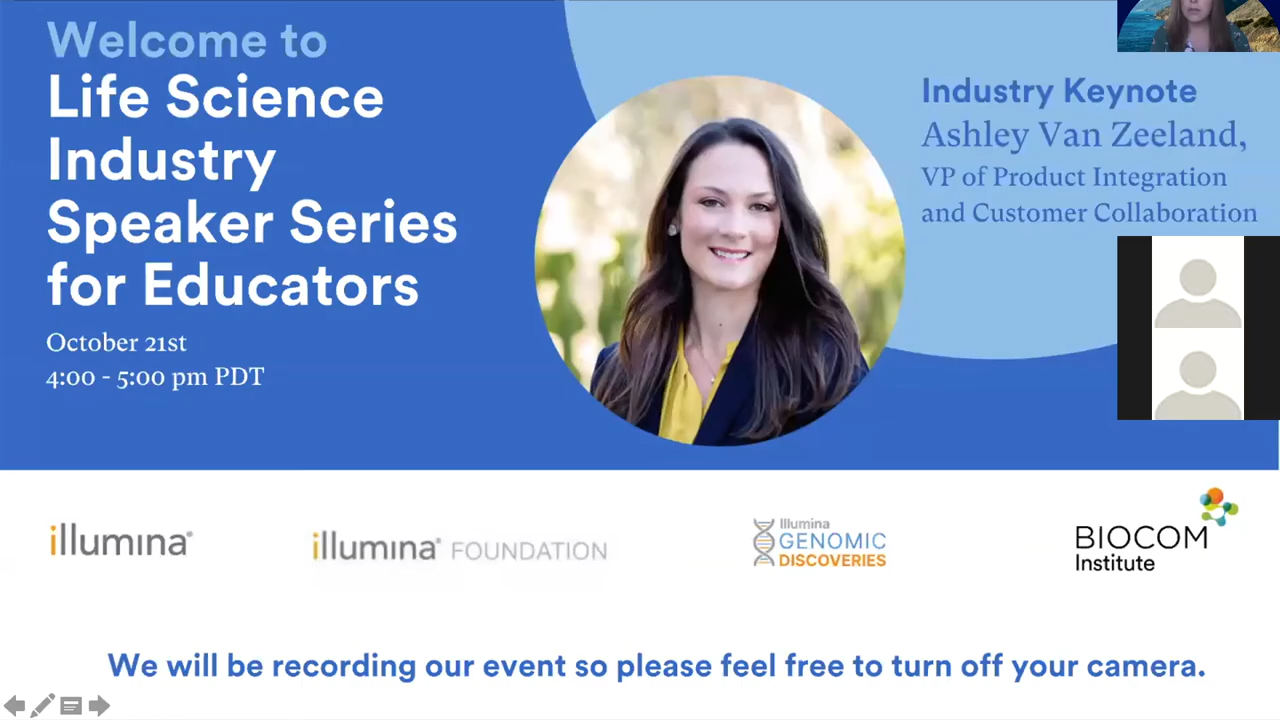 Welcome to
Life Science
Industry
Speaker Series
for Educators
October 21st
4:00 - 5:00 pm PDT
Industry Keynote
Ashley Van Zeeland,
VP of Product Integration
and Customer Collaboration
illumina®
illumina® FOUNDATION
Illumina
GENOMIC
DISCOVERIES
BIOCOM
Institute
We will be recording our event so please feel free to turn off your camera.